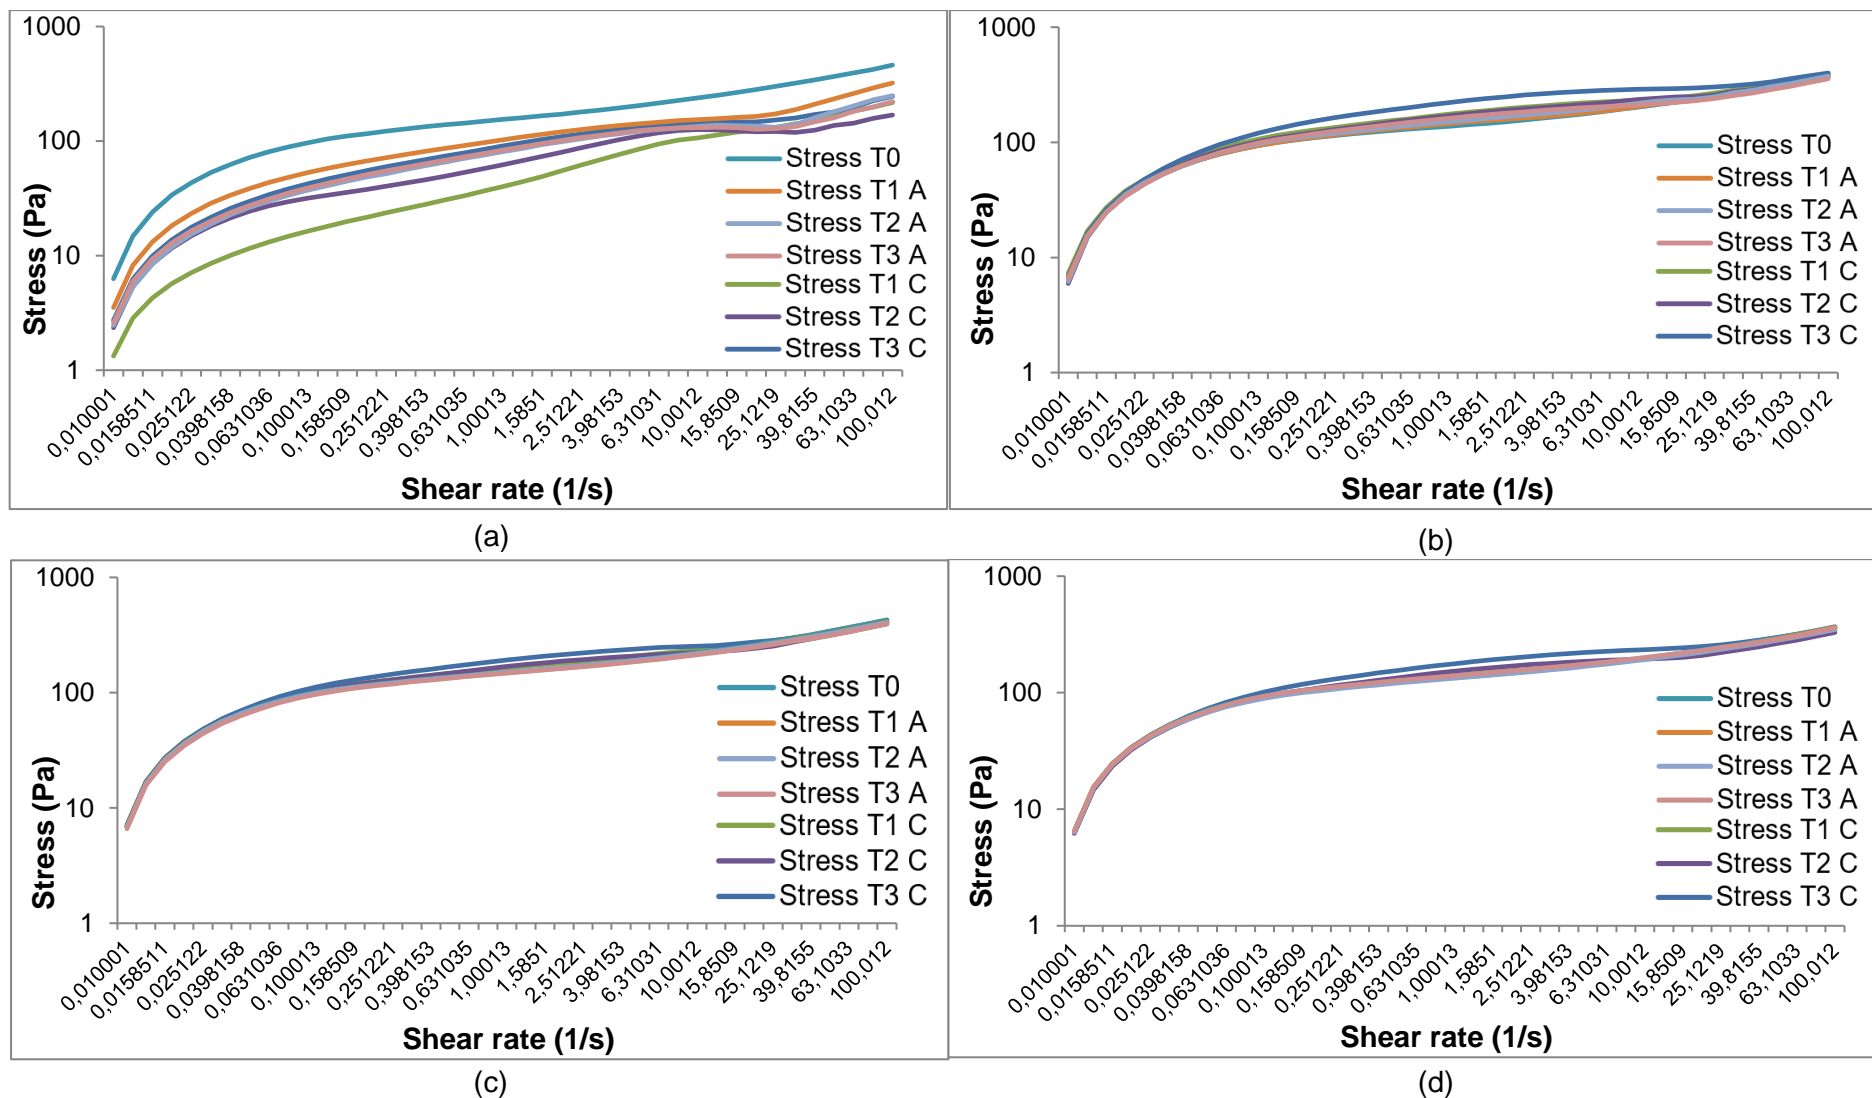 1000
100
10
1
Stress (Pa)
Stress T0
Stress T1 A
Stress T2 A
Stress T3 A
Stress T1 C
Stress T2 C
Stress T3 C
0,010001
0,0158511
0,025122
0,0398158
0,0631036
0,100013
0,158509
0,251221
0,398153
0,631035
1,00013
1,5851
2,51221
3,98153
6,31031
10,0012
15,8509
25,1219
39,8155
63,1033
100,012
Shear rate (1/s)
(a)
1000
100
10
1
Stress (Pa)
Stress T0
Stress T1 A
Stress T2 A
Stress T3 A
Stress T1 C
Stress T2 C
Stress T3 C
0,010001
0,0158511
0,025122
0,0398158
0,0631036
0,100013
0,158509
0,251221
0,398153
0,631035
1,00013
1,5851
2,51221
3,98153
6,31031
10,0012
15,8509
25,1219
39,8155
63,1033
100,012
Shear rate (1/s)
(b)
1000
100
10
1
Stress (Pa)
Stress T0
Stress T1 A
Stress T2 A
Stress T3 A
Stress T1 C
Stress T2 C
Stress T3 C
0,010001
0,0158511
0,025122
0,0398158
0,0631036
0,100013
0,158509
0,251221
0,398153
0,631035
1,00013
1,5851
2,51221
3,98153
6,31031
10,0012
15,8509
25,1219
39,8155
63,1033
100,012
Shear rate (1/s)
(c)
1000
100
10
1
Stress (Pa)
Stress T0
Stress T1 A
Stress T2 A
Stress T3 A
Stress T1 C
Stress T2 C
Stress T3 C
0,010001
0,0158511
0,025122
0,0398158
0,0631036
0,100013
0,158509
0,251221
0,398153
0,631035
1,00013
1,5851
2,51221
3,98153
6,31031
10,0012
15,8509
25,1219
39,8155
63,1033
100,012
Shear rate (1/s)
(d)